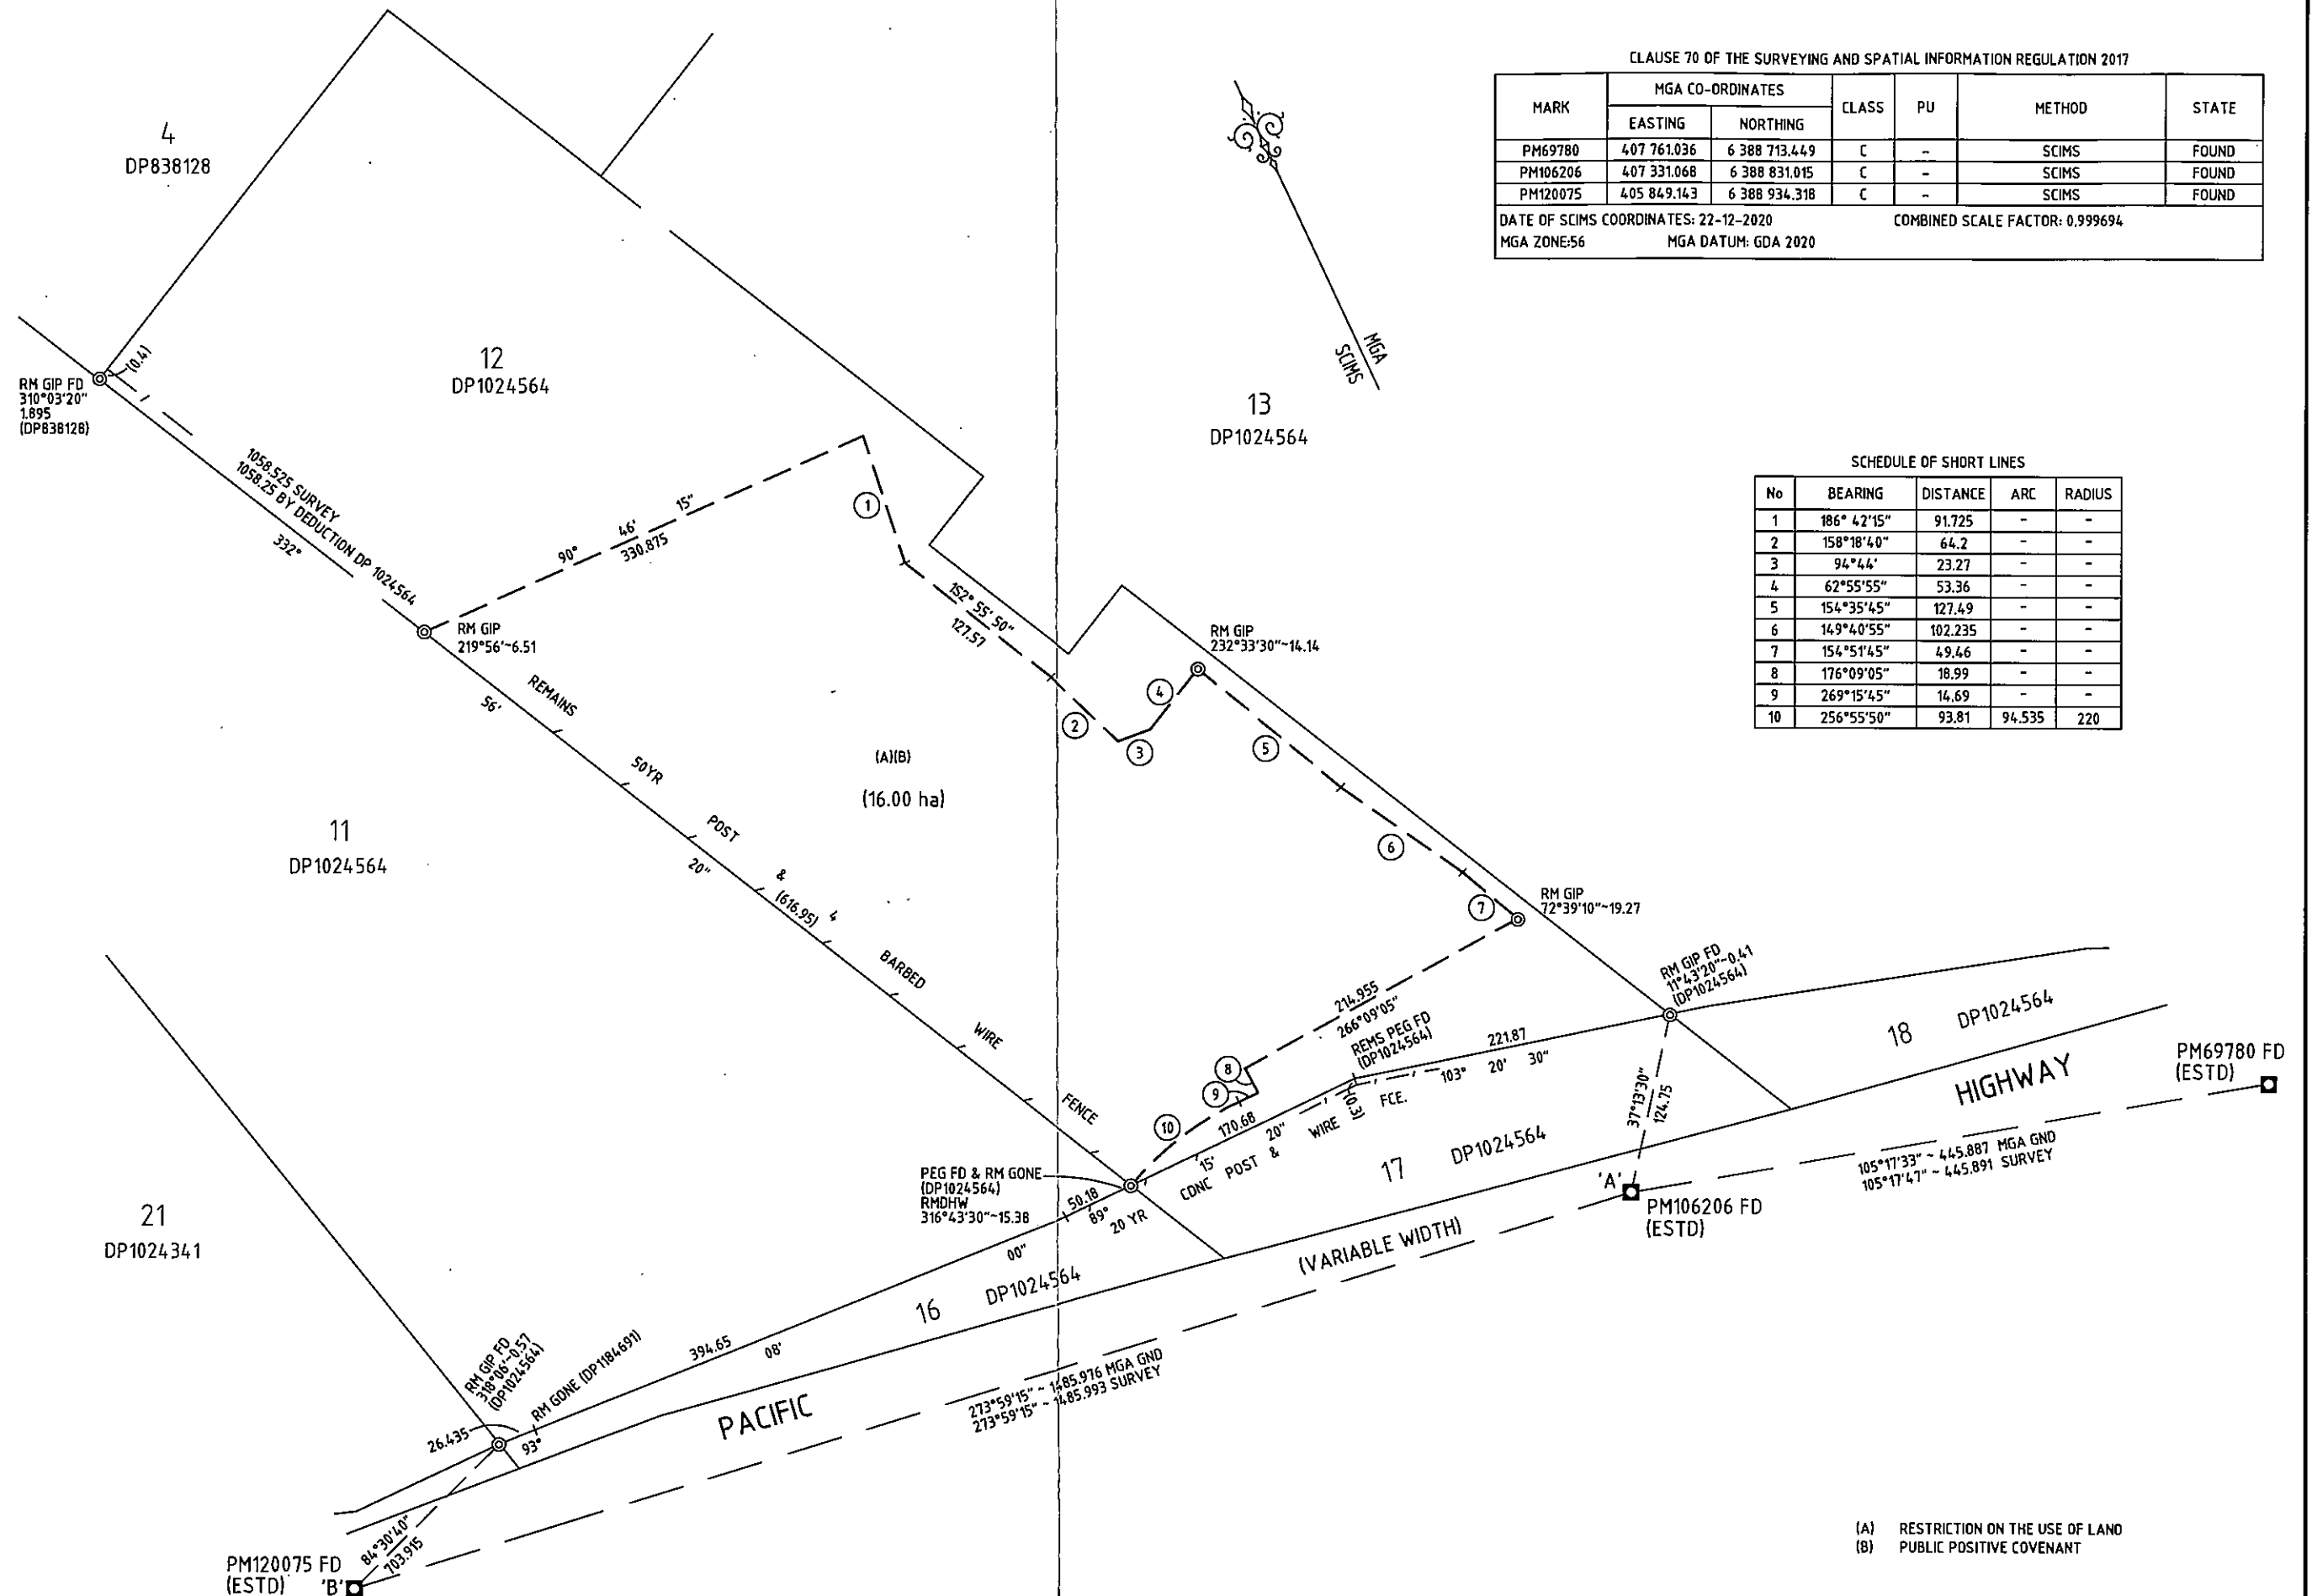 CLAUSE 70 OF THE SURVEYING AND SPATIAL INFORMATION REGULATION 2017
MARK MGA CO-ORDINATES CLASS PU METHOD STATE
EASTING NORTHING
PM69780 407 761.036 6 388 713.449 C - SCIMS FOUND
PM106206 407 331.068 6 388 831.015 C - SCIMS FOUND
PM120075 405 849.143 6 388 934.318 C - SCIMS FOUND
DATE OF SCIMS COORDINATES: 22-12-2020 COMBINED SCALE FACTOR: 0.999694
MGA ZONE:56 MGA DATUM: GDA 2020
4
DP838128
12
DP1024564
13
DP1024564
MGA
SCIMS
(0.4)
RM GIP FD
310°03'20"
1.895
(DP838128)
1058.525 SURVEY
1058.25 BY DEDUCTION DP 1024564
332°
56'
20"
90° 46' 15"
330.875
1
RM GIP
219°56'~6.51
152° 55' 50"
127.57
RM GIP
232°33'30"~14.14
2
3
4
5
6
7
SCHEDULE OF SHORT LINES
No BEARING DISTANCE ARC RADIUS
1 186° 42'15" 91.725 - -
2 158°18'40" 64.2 - -
3 94°44' 23.27 - -
4 62°55'55" 53.36 - -
5 154°35'45" 127.49 - -
6 149°40'55" 102.235 - -
7 154°51'45" 49.46 - -
8 176°09'05" 18.99 - -
9 269°15'45" 14.69 - -
10 256°55'50" 93.81 94.535 220
REMAINS
50YR
POST
&
4
(616.95)
BARBED
WIRE
FENCE
(A)(B)
(16.00 ha)
11
DP1024564
RM GIP
72°39'10"~19.27
RM GIP FD
11°43'20"~0.41
(DP1024564)
214.955
266°09'05"
REMS PEG FD
(DP1024564)
221.87
103° 20' 30"
8
9
10
170.68
89° 15' 20"
(0.3)
20 YR
CONC POST & WIRE FCE.
37°13'30"
124.75
18 DP1024564
17 DP1024564
HIGHWAY
PM69780 FD
(ESTD)
105°17'33" ~ 445.887 MGA GND
105°17'47" ~ 445.891 SURVEY
'A'
PM106206 FD
(ESTD)
PEG FD & RM GONE
(DP1024564)
RMDHW
316°43'30"~15.38
50.18
21
DP1024341
16 DP1024564
(VARIABLE WIDTH)
394.65
93° 08' 00"
RM GIP FD
318°06'~0.57
(DP1024564)
RM GONE (DP1184691)
26.435
PACIFIC
273°59'15" ~ 1485.976 MGA GND
273°59'15" ~ 1485.993 SURVEY
84°30'40"
703.915
PM120075 FD
(ESTD) 'B'
(A) RESTRICTION ON THE USE OF LAND
(B) PUBLIC POSITIVE COVENANT